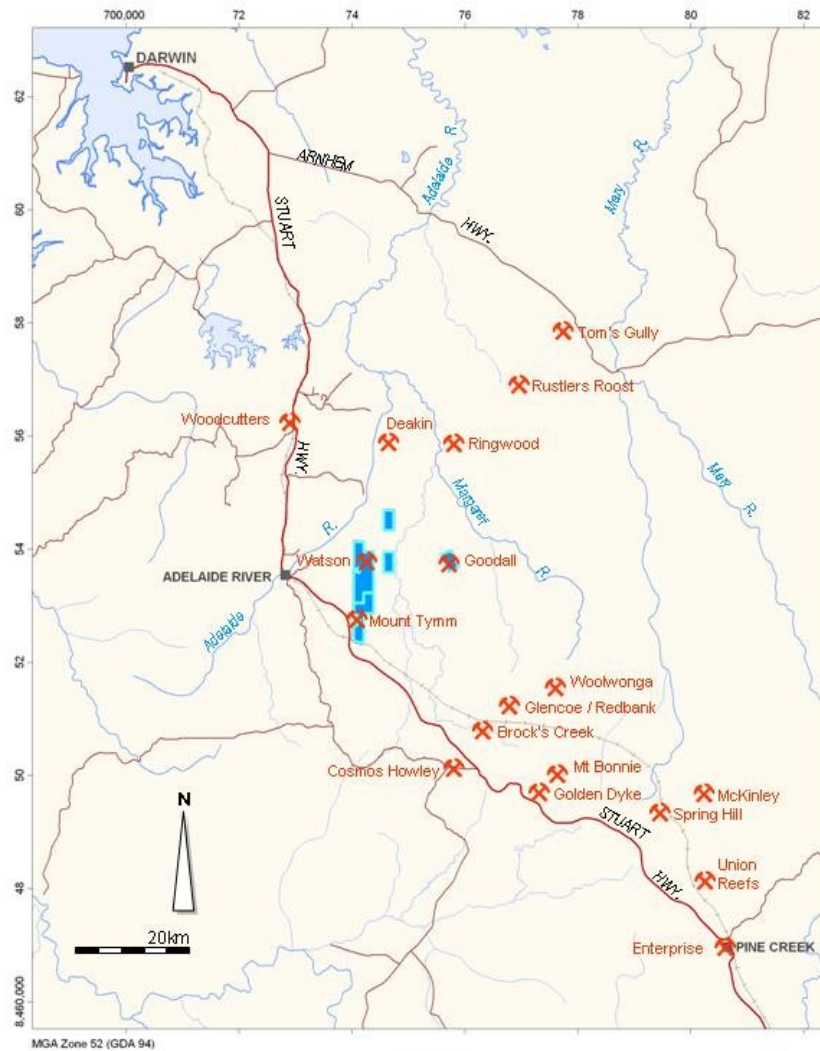 700,000
72
74
76
78
80
82
DARWIN
62
ARNHEM
Adelaide
R.
Mary
R.
60
STUART
HWY.
58
Tom's Gully
Rustlers Roost
Woodcutters
Deakin
56
Ringwood
HWY.
Margaret
R.
Mary
R.
R.
54
Watson
Goodall
ADELAIDE RIVER
Adelaide
Mount Tymm
52
Woolwonga
Glencoe / Redbank
Brock's Creek
50
Cosmos Howley
Mt Bonnie
Golden Dyke
McKinley
N
STUART
Spring Hill
48
HWY.
Union
Reefs
20km
Enterprise
PINE CREEK
8,460,000
MGA Zone 52 (GDA 94)